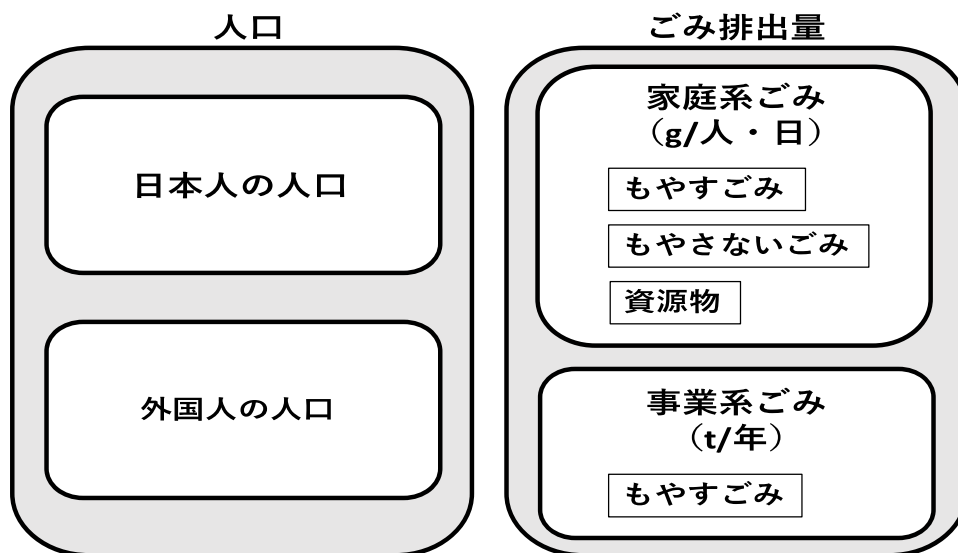 人口
日本人の人口
外国人の人口
ごみ排出量
家庭系ごみ
（g/人・日）
もやすごみ
もやさないごみ
資源物
事業系ごみ
（t/年）
もやすごみ